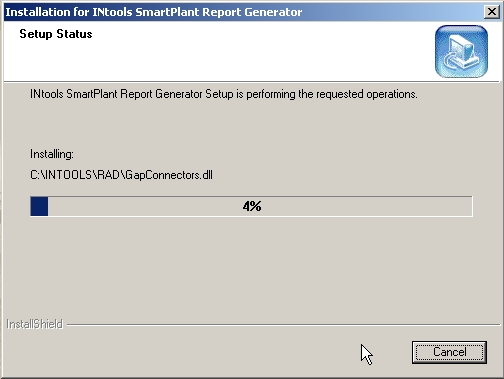 Installation for INtools SmartPlant Report Generator
Setup Status
INtools SmartPlant Report Generator Setup is performing the requested operations.
Installing:
C:\INTOOLS\RAD\GapConnectors.dll
4%
InstallShield
Cancel